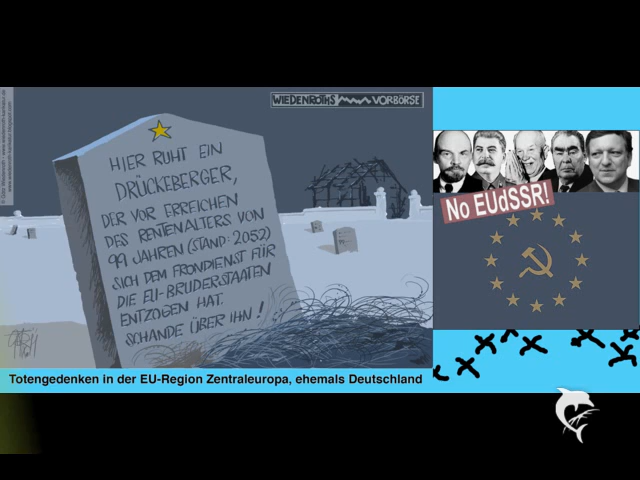 WIEDENROTHS VORBÖRSE
HIER RUHT EIN
DRÜCKEBERGER,
DER VOR ERREICHEN
DES RENTENALTERS VON
99 JAHREN (STAND: 2052)
SICH DEM FRONDIENST FÜR
DIE EU-BRUDERSTAATEN
ENTZOGEN HAT.
SCHANDE ÜBER IHN!
No EUdSSR!
Totengedenken in der EU-Region Zentraleuropa, ehemals Deutschland